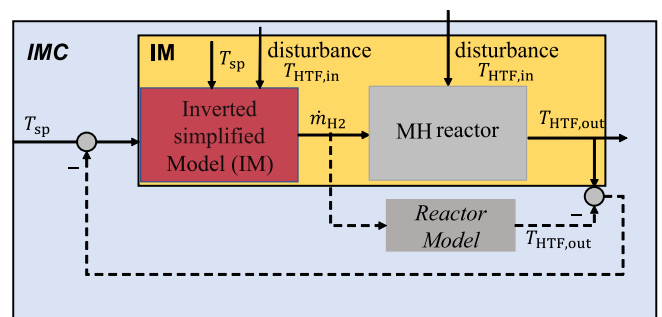 IMC
IM
T_sp
disturbance
T_HTF,in
disturbance
T_HTF,in
T_sp
Inverted
simplified
Model (IM)
ṁ_H2
MH reactor
T_HTF,out
−
Reactor
Model
−
T_HTF,out